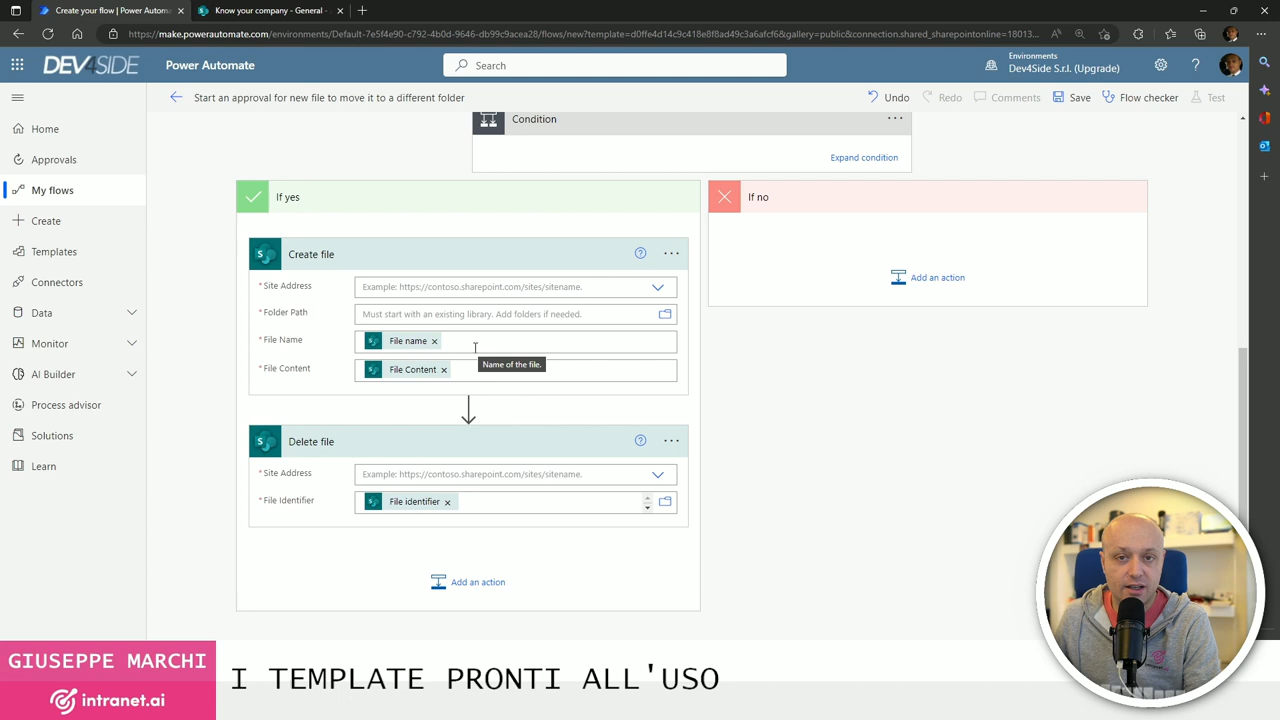 Create your flow | Power Automate
Know your company - General -
https://make.powerautomate.com/environments/Default-7e5f4e90-c792-4b0d-9646-db99c9acea28/flows/new?template=d0ffe4d14c9c418e8f8ad49c3a6afcf6&gallery=public&connection.shared_sharepointonline=18013...
DEV4SIDE
Power Automate
Search
Environments
Dev4Side S.r.l. (Upgrade)
Start an approval for new file to move it to a different folder
Undo
Redo
Comments
Save
Flow checker
Test
Home
Approvals
My flows
Create
Templates
Connectors
Data
Monitor
AI Builder
Process advisor
Solutions
Learn
Condition
Expand condition
If yes
If no
Create file
* Site Address
Example: https://contoso.sharepoint.com/sites/sitename.
* Folder Path
Must start with an existing library. Add folders if needed.
* File Name
File name ×
Name of the file.
* File Content
File Content ×
Add an action
Delete file
* Site Address
Example: https://contoso.sharepoint.com/sites/sitename.
* File Identifier
File identifier ×
Add an action
GIUSEPPE MARCHI
intranet.ai
I TEMPLATE PRONTI ALL'USO